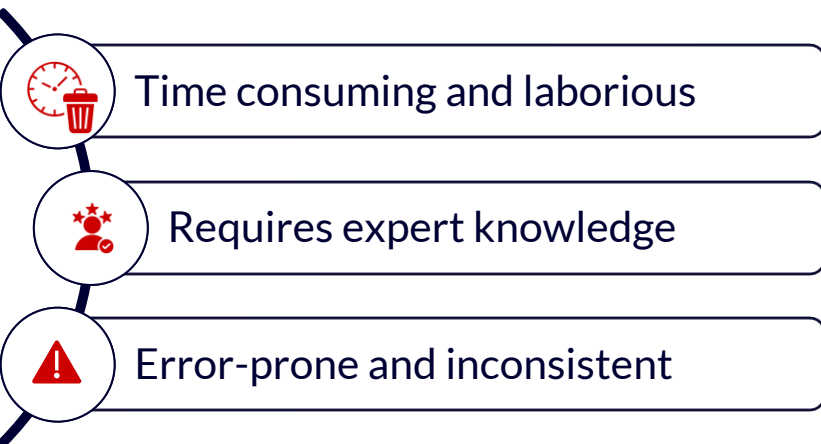 Time consuming and laborious
Requires expert knowledge
Error-prone and inconsistent